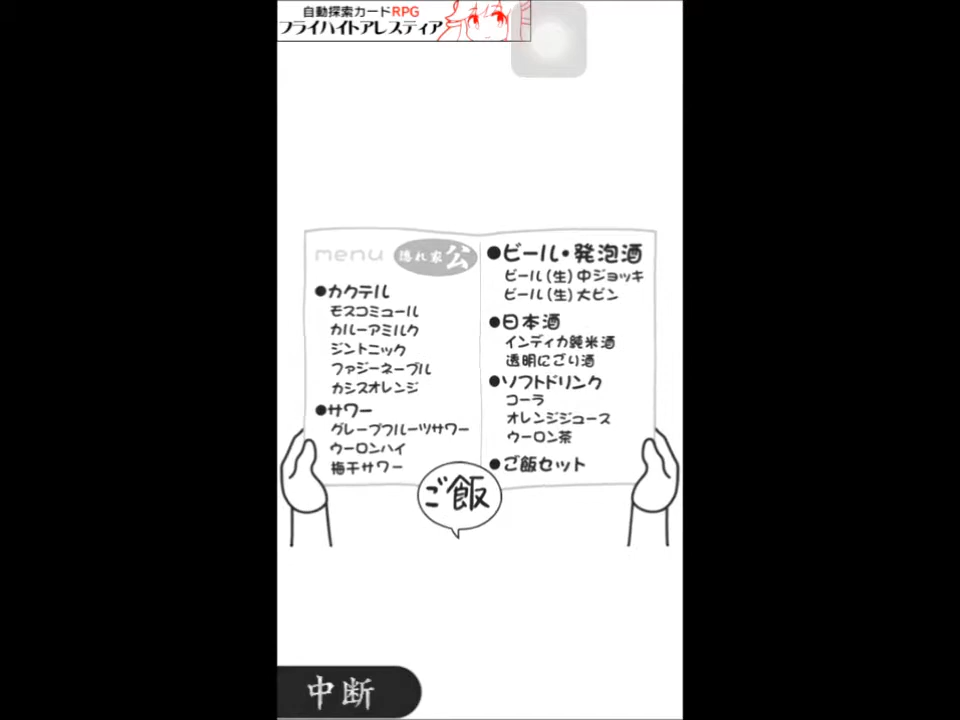 自動探索カードRPG
フライハイトアレスティア
menu 隠れ家 公
●カクテル
モスコミュール
カルーアミルク
ジントニック
ファジーネーブル
カシスオレンジ
●サワー
グレープフルーツサワー
ウーロンハイ
梅干サワー
●ビール・発泡酒
ビール(生)中ジョッキ
ビール(生)大ビン
●日本酒
インディカ純米酒
透明にごり酒
●ソフトドリンク
コーラ
オレンジジュース
ウーロン茶
●ご飯セット
ご飯
中断